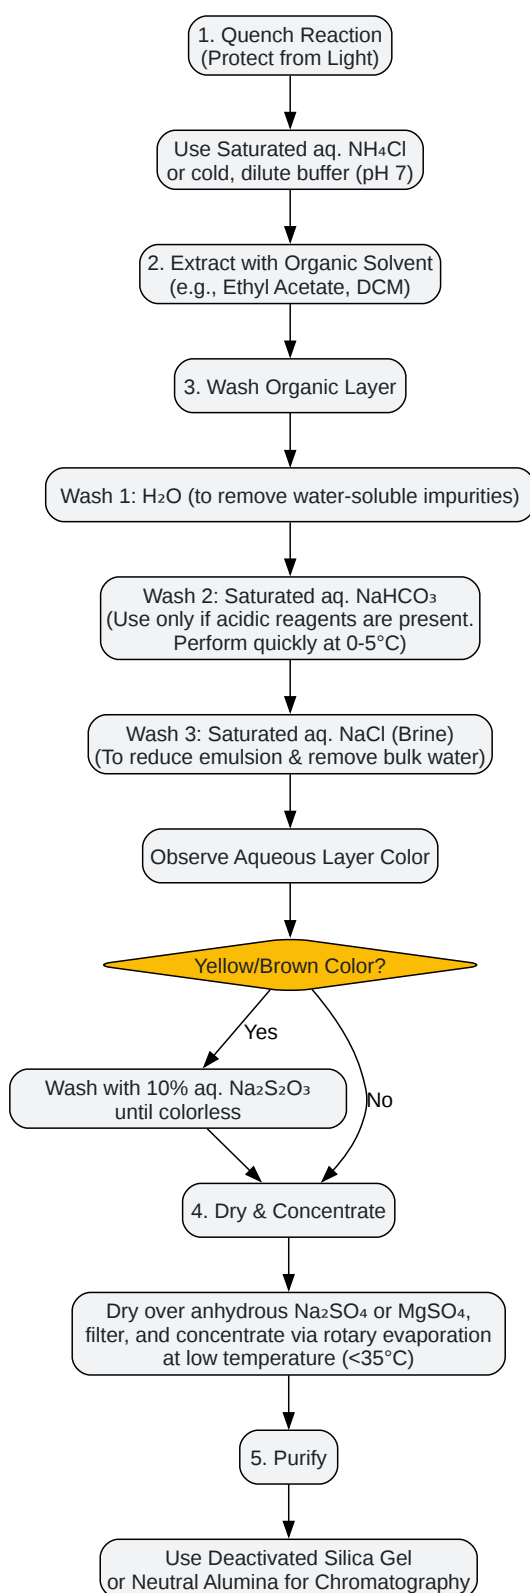 1. Quench Reaction
(Protect from Light)
Use Saturated aq. NH₄Cl
or cold, dilute buffer (pH 7)
2. Extract with Organic Solvent
(e.g., Ethyl Acetate, DCM)
3. Wash Organic Layer
Wash 1: H₂O (to remove water-soluble impurities)
Wash 2: Saturated aq. NaHCO₃
(Use only if acidic reagents are present.
Perform quickly at 0-5°C)
Wash 3: Saturated aq. NaCl (Brine)
(To reduce emulsion & remove bulk water)
Observe Aqueous Layer Color
Yellow/Brown Color?
Yes
Wash with 10% aq. Na₂S₂O₃
until colorless
No
4. Dry & Concentrate
Dry over anhydrous Na₂SO₄ or MgSO₄,
filter, and concentrate via rotary evaporation
at low temperature (<35°C)
5. Purify
Use Deactivated Silica Gel
or Neutral Alumina for Chromatography